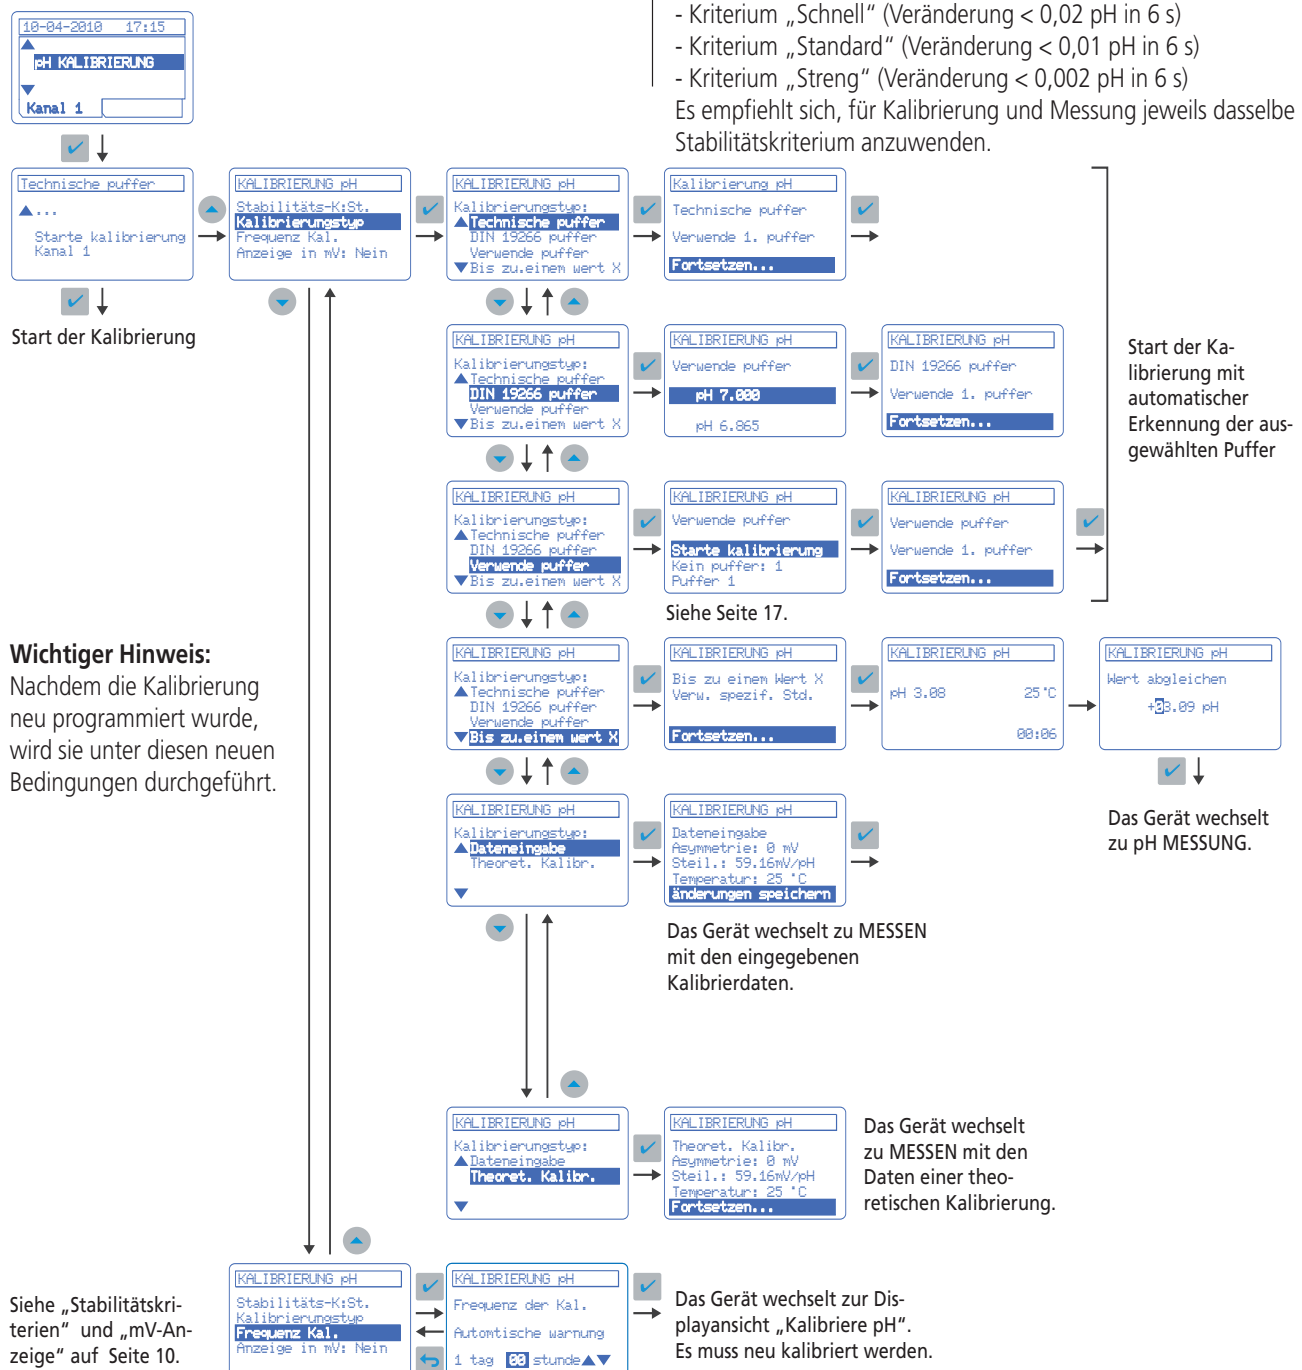 - Kriterium „Schnell“ (Veränderung < 0,02 pH in 6 s)
- Kriterium „Standard“ (Veränderung < 0,01 pH in 6 s)
- Kriterium „Streng“ (Veränderung < 0,002 pH in 6 s)
Es empfiehlt sich, für Kalibrierung und Messung jeweils dasselbe
Stabilitätskriterium anzuwenden.
10-04-2010 17:15
pH KALIBRIERUNG
Kanal 1
Technische puffer
...
Starte kalibrierung
Kanal 1
Start der Kalibrierung
KALIBRIERUNG pH
Stabilitäts-K:St.
Kalibrierungstyp
Frequenz Kal.
Anzeige in mV: Nein
KALIBRIERUNG pH
Kalibrierungstyp:
Technische puffer
DIN 19266 puffer
Verwende puffer
Bis zu.einem wert X
Kalibrierung pH
Technische puffer
Verwende 1. puffer
Fortsetzen...
KALIBRIERUNG pH
Kalibrierungstyp:
Technische puffer
DIN 19266 puffer
Verwende puffer
Bis zu.einem wert X
KALIBRIERUNG pH
Verwende puffer
pH 7.000
pH 6.865
KALIBRIERUNG pH
DIN 19266 puffer
Verwende 1. puffer
Fortsetzen...
Start der Ka-
librierung mit
automatischer
Erkennung der aus-
gewählten Puffer
KALIBRIERUNG pH
Kalibrierungstyp:
Technische puffer
DIN 19266 puffer
Verwende puffer
Bis zu.einem wert X
KALIBRIERUNG pH
Verwende puffer
Starte kalibrierung
Kein puffer: 1
Puffer 1
Siehe Seite 17.
KALIBRIERUNG pH
Verwende puffer
Verwende 1. puffer
Fortsetzen...
Wichtiger Hinweis:
Nachdem die Kalibrierung
neu programmiert wurde,
wird sie unter diesen neuen
Bedingungen durchgeführt.
KALIBRIERUNG pH
Kalibrierungstyp:
Technische puffer
DIN 19266 puffer
Verwende puffer
Bis zu.einem wert X
KALIBRIERUNG pH
Bis zu einem Wert X
Verw. spezif. Std.
Fortsetzen...
KALIBRIERUNG pH
pH 3.08 25°C
00:06
KALIBRIERUNG pH
Wert abgleichen
+03.09 pH
Das Gerät wechselt
zu pH MESSUNG.
KALIBRIERUNG pH
Kalibrierungstyp:
Dateneingabe
Theoret. Kalibr.
KALIBRIERUNG pH
Dateneingabe
Asymmetrie: 0 mV
Steil.: 59.16mV/pH
Temperatur: 25 °C
änderungen speichern
Das Gerät wechselt zu MESSEN
mit den eingegebenen
Kalibrierdaten.
KALIBRIERUNG pH
Kalibrierungstyp:
Dateneingabe
Theoret. Kalibr.
KALIBRIERUNG pH
Theoret. Kalibr.
Asymmetrie: 0 mV
Steil.: 59.16mV/pH
Temperatur: 25 °C
Fortsetzen...
Das Gerät wechselt
zu MESSEN mit den
Daten einer theo-
retischen Kalibrierung.
Siehe „Stabilitätskri-
terien“ und „mV-An-
zeige“ auf Seite 10.
KALIBRIERUNG pH
Stabilitäts-K:St.
Kalibrierungstyp
Frequenz Kal.
Anzeige in mV: Nein
KALIBRIERUNG pH
Frequenz der Kal.
Automtische warnung
1 tag 00 stunde
Das Gerät wechselt zur Dis-
playansicht „Kalibriere pH“.
Es muss neu kalibriert werden.